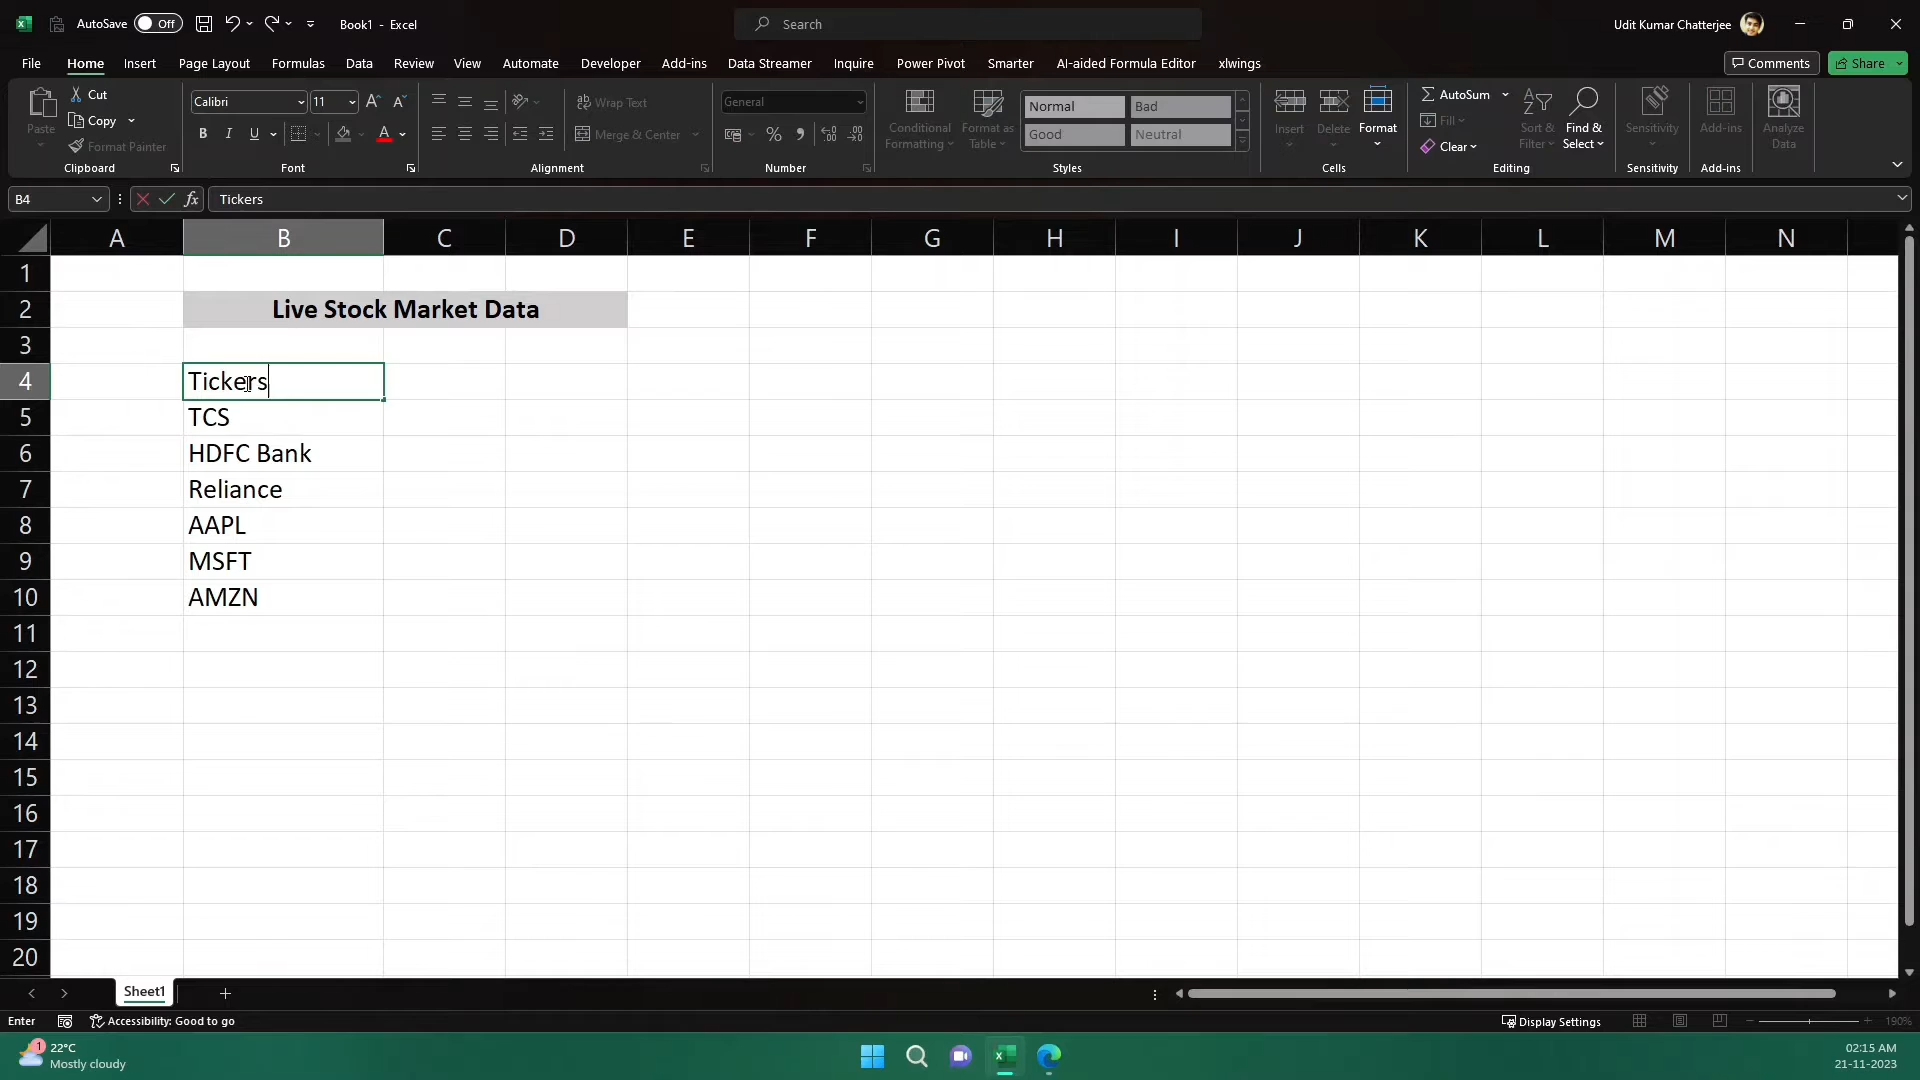 AutoSave Off Book1 - Excel Search Udit Kumar Chatterjee
File Home Insert Page Layout Formulas Data Review View Automate Developer Add-ins Data Streamer Inquire Power Pivot Smarter AI-aided Formula Editor xlwings Comments Share
Paste Cut Copy Format Painter
Clipboard
Calibri 11
B I U A
Font
Wrap Text
Merge & Center
Alignment
General
Number
Conditional Formatting
Format as Table
Normal Bad
Good Neutral
Styles
Insert Delete Format
Cells
AutoSum
Fill
Clear
Sort & Filter
Find & Select
Editing
Sensitivity
Sensitivity
Add-ins
Add-ins
Analyze Data
B4 fx Tickers
A B C D E F G H I J K L M N
1
2 Live Stock Market Data
3
4 Tickers
5 TCS
6 HDFC Bank
7 Reliance
8 AAPL
9 MSFT
10 AMZN
11
12
13
14
15
16
17
18
19
20
Sheet1
Enter Accessibility: Good to go Display Settings 190%
1 22°C
Mostly cloudy
02:15 AM
21-11-2023